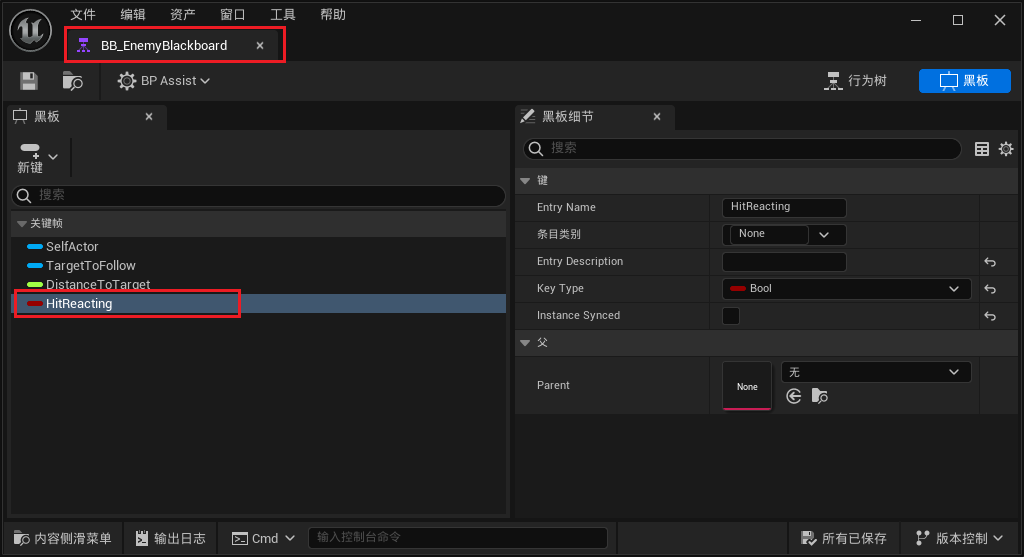 文件 编辑 资产 窗口 工具 帮助
BB_EnemyBlackboard
BP Assist 行为树 黑板
黑板
新键
搜索
关键帧
SelfActor
TargetToFollow
DistanceToTarget
HitReacting
黑板细节
搜索
键
Entry Name HitReacting
条目类别 None
Entry Description
Key Type Bool
Instance Synced
父
Parent None 无
内容侧滑菜单 输出日志 Cmd 输入控制台命令 所有已保存 版本控制